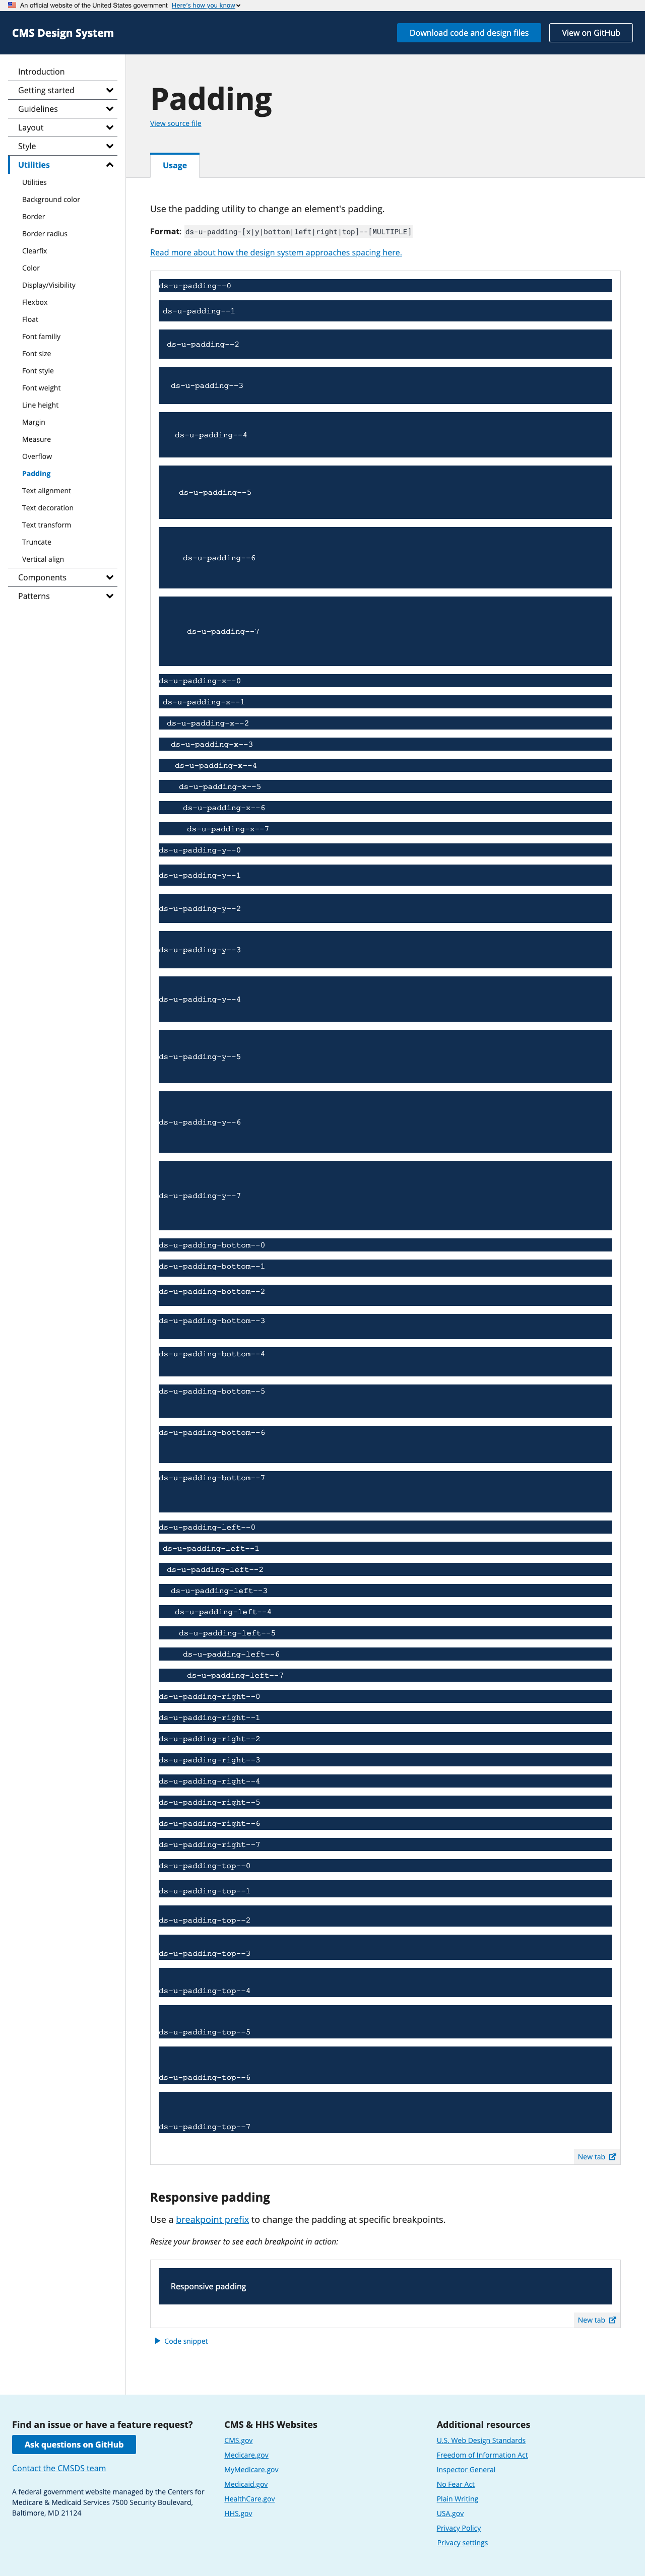 An official website of the United States government Here's how you know
CMS Design System
Download code and design files
View on GitHub
Introduction
Getting started
Guidelines
Layout
Style
Utilities
Utilities
Background color
Border
Border radius
Clearfix
Color
Display/Visibility
Flexbox
Float
Font familiy
Font size
Font style
Font weight
Line height
Margin
Measure
Overflow
Padding
Text alignment
Text decoration
Text transform
Truncate
Vertical align
Components
Patterns
Padding
View source file
Usage
Use the padding utility to change an element's padding.
Format: ds-u-padding-[x|y|bottom|left|right|top]--[MULTIPLE]
Read more about how the design system approaches spacing here.
ds-u-padding--0
ds-u-padding--1
ds-u-padding--2
ds-u-padding--3
ds-u-padding--4
ds-u-padding--5
ds-u-padding--6
ds-u-padding--7
ds-u-padding-x--0
ds-u-padding-x--1
ds-u-padding-x--2
ds-u-padding-x--3
ds-u-padding-x--4
ds-u-padding-x--5
ds-u-padding-x--6
ds-u-padding-x--7
ds-u-padding-y--0
ds-u-padding-y--1
ds-u-padding-y--2
ds-u-padding-y--3
ds-u-padding-y--4
ds-u-padding-y--5
ds-u-padding-y--6
ds-u-padding-y--7
ds-u-padding-bottom--0
ds-u-padding-bottom--1
ds-u-padding-bottom--2
ds-u-padding-bottom--3
ds-u-padding-bottom--4
ds-u-padding-bottom--5
ds-u-padding-bottom--6
ds-u-padding-bottom--7
ds-u-padding-left--0
ds-u-padding-left--1
ds-u-padding-left--2
ds-u-padding-left--3
ds-u-padding-left--4
ds-u-padding-left--5
ds-u-padding-left--6
ds-u-padding-left--7
ds-u-padding-right--0
ds-u-padding-right--1
ds-u-padding-right--2
ds-u-padding-right--3
ds-u-padding-right--4
ds-u-padding-right--5
ds-u-padding-right--6
ds-u-padding-right--7
ds-u-padding-top--0
ds-u-padding-top--1
ds-u-padding-top--2
ds-u-padding-top--3
ds-u-padding-top--4
ds-u-padding-top--5
ds-u-padding-top--6
ds-u-padding-top--7
New tab
Responsive padding
Use a breakpoint prefix to change the padding at specific breakpoints.
Resize your browser to see each breakpoint in action:
Responsive padding
New tab
Code snippet
Find an issue or have a feature request?
Ask questions on GitHub
Contact the CMSDS team
A federal government website managed by the Centers for
Medicare & Medicaid Services 7500 Security Boulevard,
Baltimore, MD 21124
CMS & HHS Websites
CMS.gov
Medicare.gov
MyMedicare.gov
Medicaid.gov
HealthCare.gov
HHS.gov
Additional resources
U.S. Web Design Standards
Freedom of Information Act
Inspector General
No Fear Act
Plain Writing
USA.gov
Privacy Policy
Privacy settings